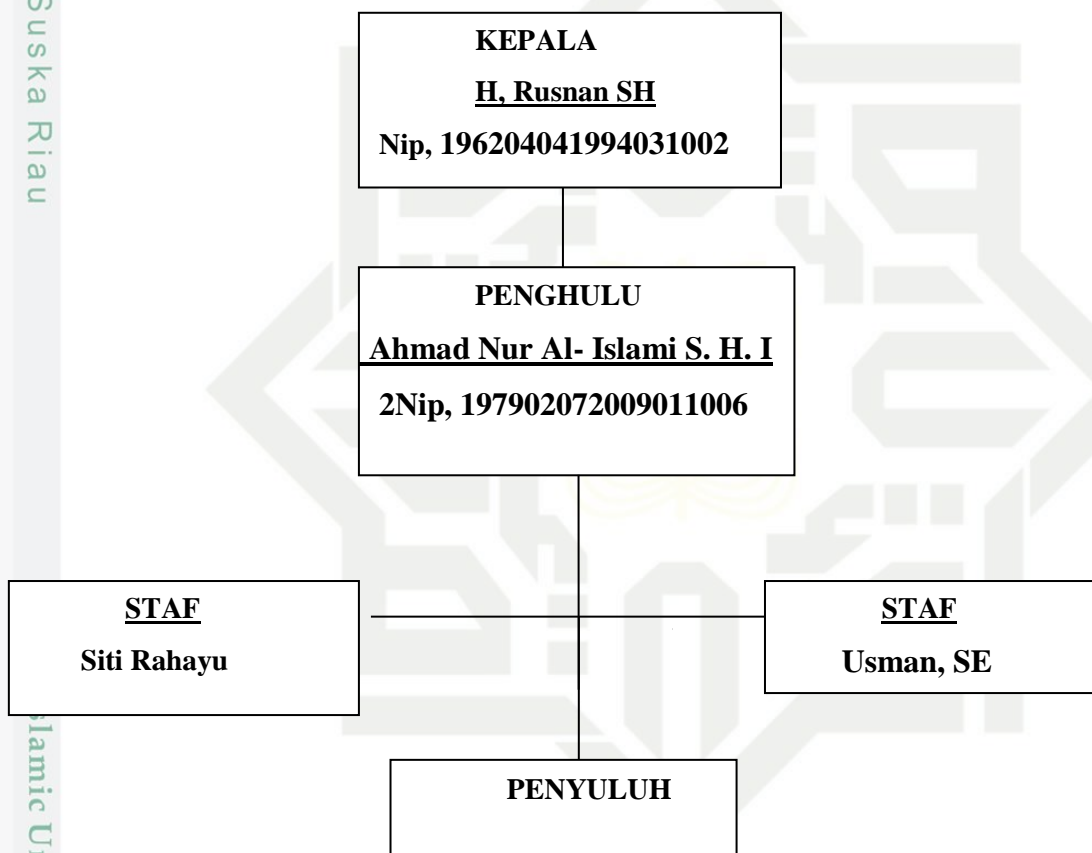 Suska Riau
KEPALA
H, Rusnan SH
Nip, 196204041994031002
PENGHULU
Ahmad Nur Al- Islami S. H. I
2Nip, 197902072009011006
STAF
Siti Rahayu
STAF
Usman, SE
PENYULUH